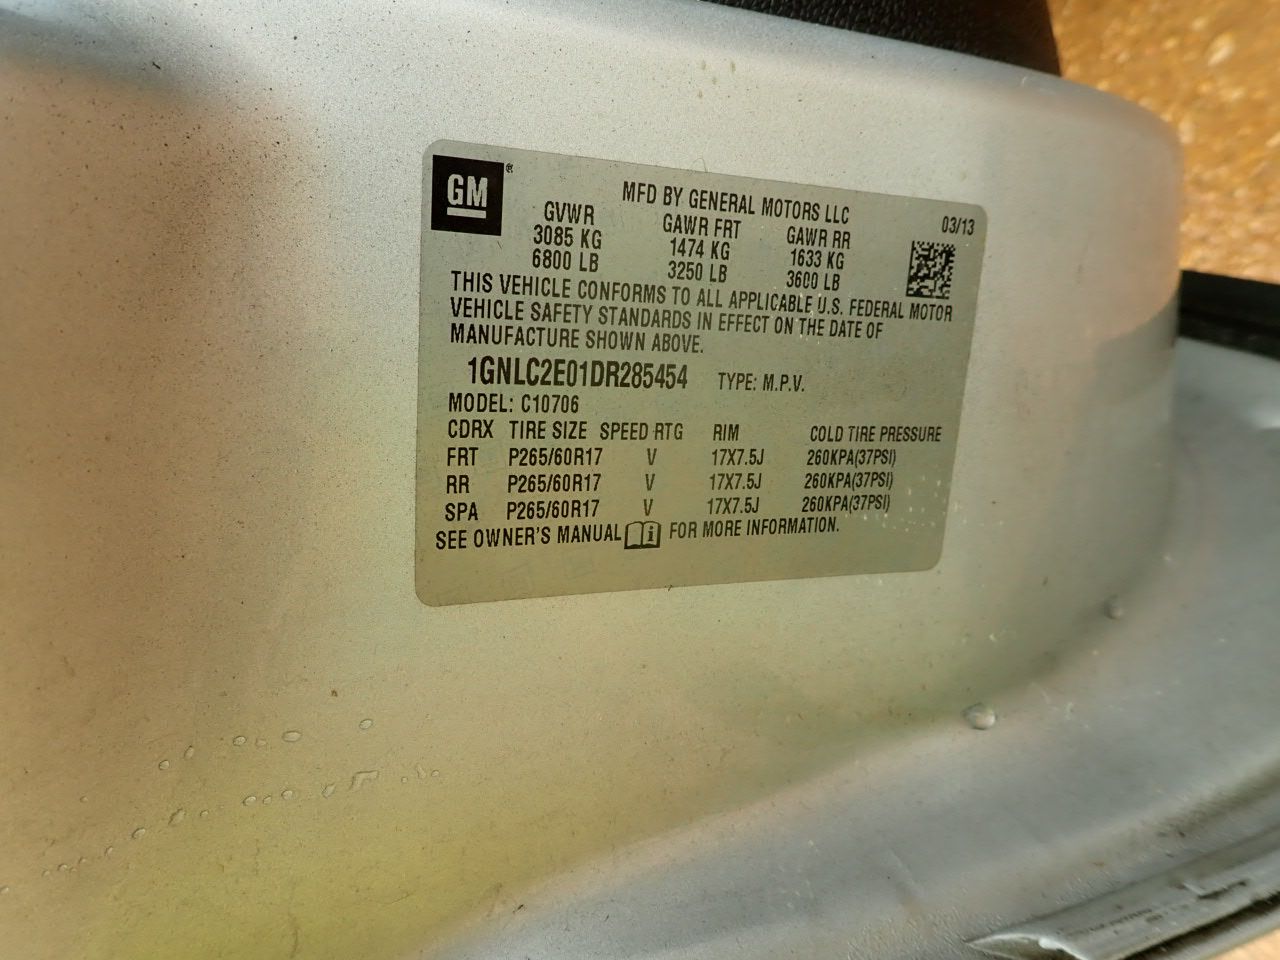 GM®
MFD BY GENERAL MOTORS LLC
03/13
GVWR GAWR FRT GAWR RR
3085 KG 1474 KG 1633 KG
6800 LB 3250 LB 3600 LB
THIS VEHICLE CONFORMS TO ALL APPLICABLE U.S. FEDERAL MOTOR
VEHICLE SAFETY STANDARDS IN EFFECT ON THE DATE OF
MANUFACTURE SHOWN ABOVE.
1GNLC2E01DR285454 TYPE: M.P.V.
MODEL: C10706
CDRX TIRE SIZE SPEED RTG RIM COLD TIRE PRESSURE
FRT P265/60R17 V 17X7.5J 260KPA(37PSI)
RR P265/60R17 V 17X7.5J 260KPA(37PSI)
SPA P265/60R17 V 17X7.5J 260KPA(37PSI)
SEE OWNER'S MANUAL i FOR MORE INFORMATION.